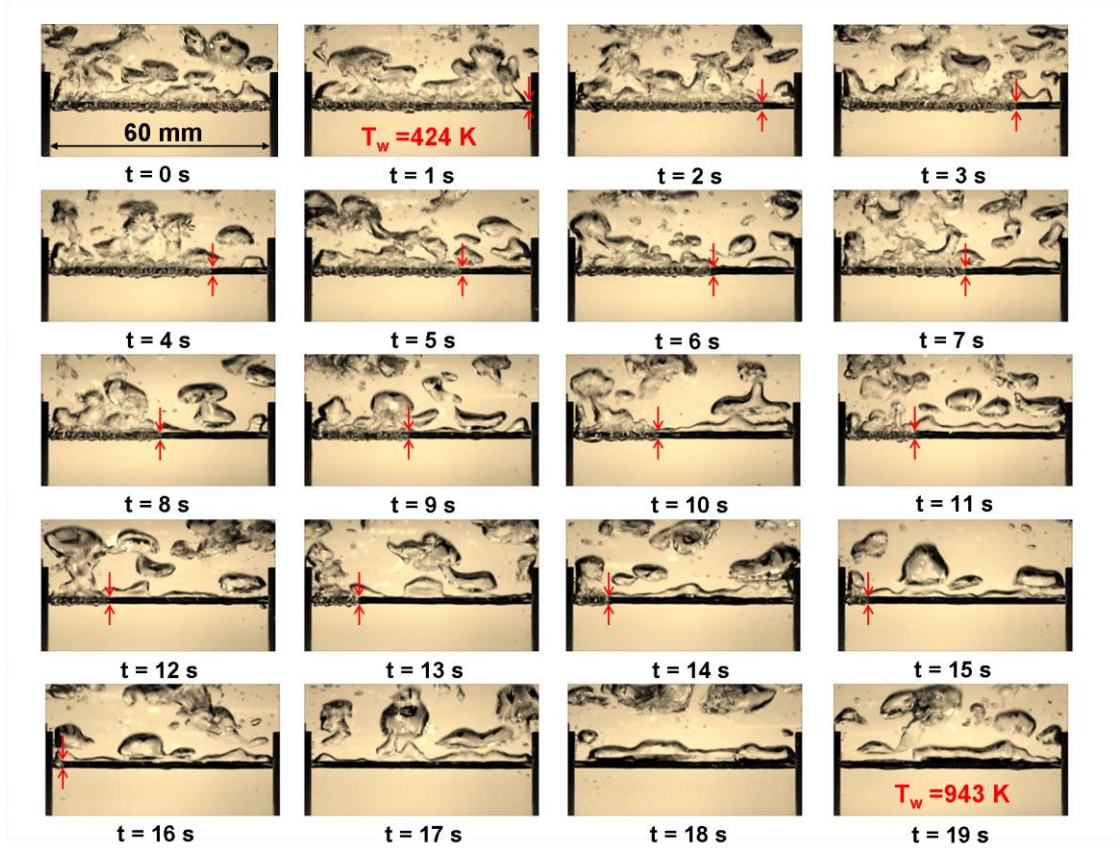 60 mm
T_w =424 K
t = 0 s
t = 1 s
t = 2 s
t = 3 s
t = 4 s
t = 5 s
t = 6 s
t = 7 s
t = 8 s
t = 9 s
t = 10 s
t = 11 s
t = 12 s
t = 13 s
t = 14 s
t = 15 s
T_w =943 K
t = 16 s
t = 17 s
t = 18 s
t = 19 s